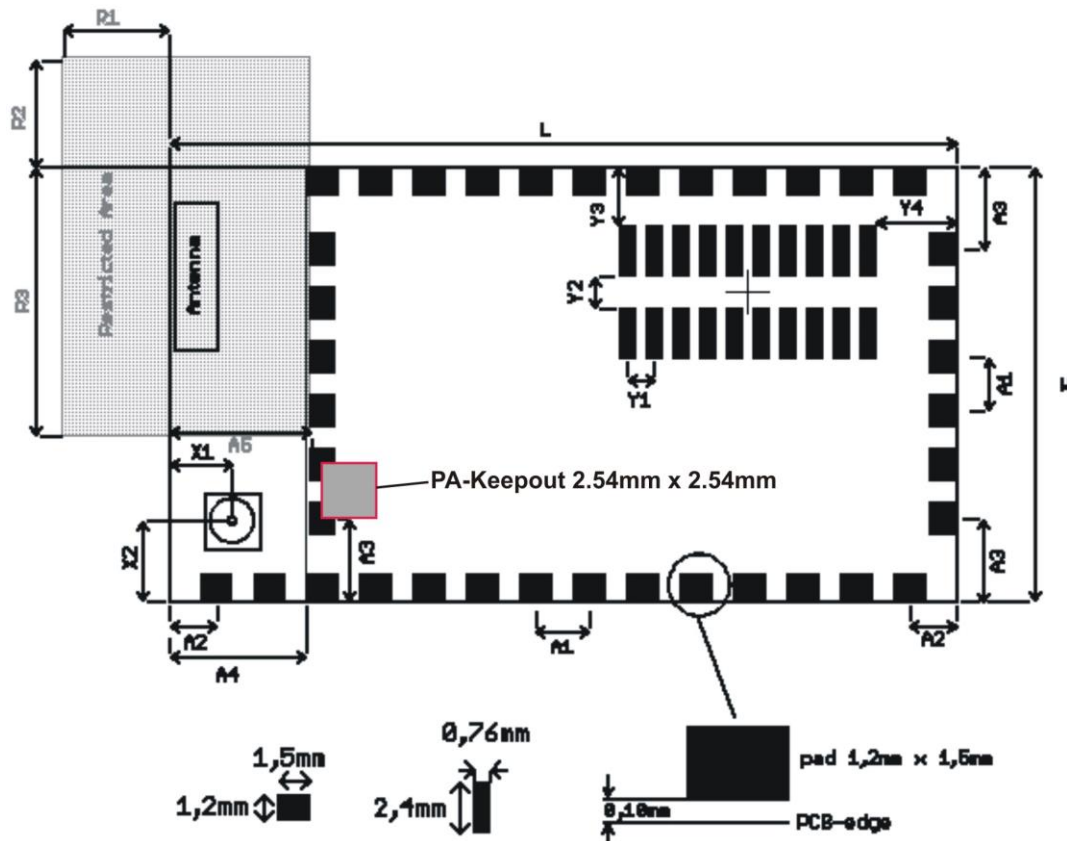 R1
R2
L
Restricted Area
Antenna
R3
Y3
Y4
A3
Y2
Y1
A1
A5
X1
PA-Keepout 2.54mm x 2.54mm
X2
A3
A3
A2
A1
A2
A4
0,76mm
1,5mm
1,2mm
2,4mm
pad 1,2mm x 1,5mm
0,10mm
PCB-edge